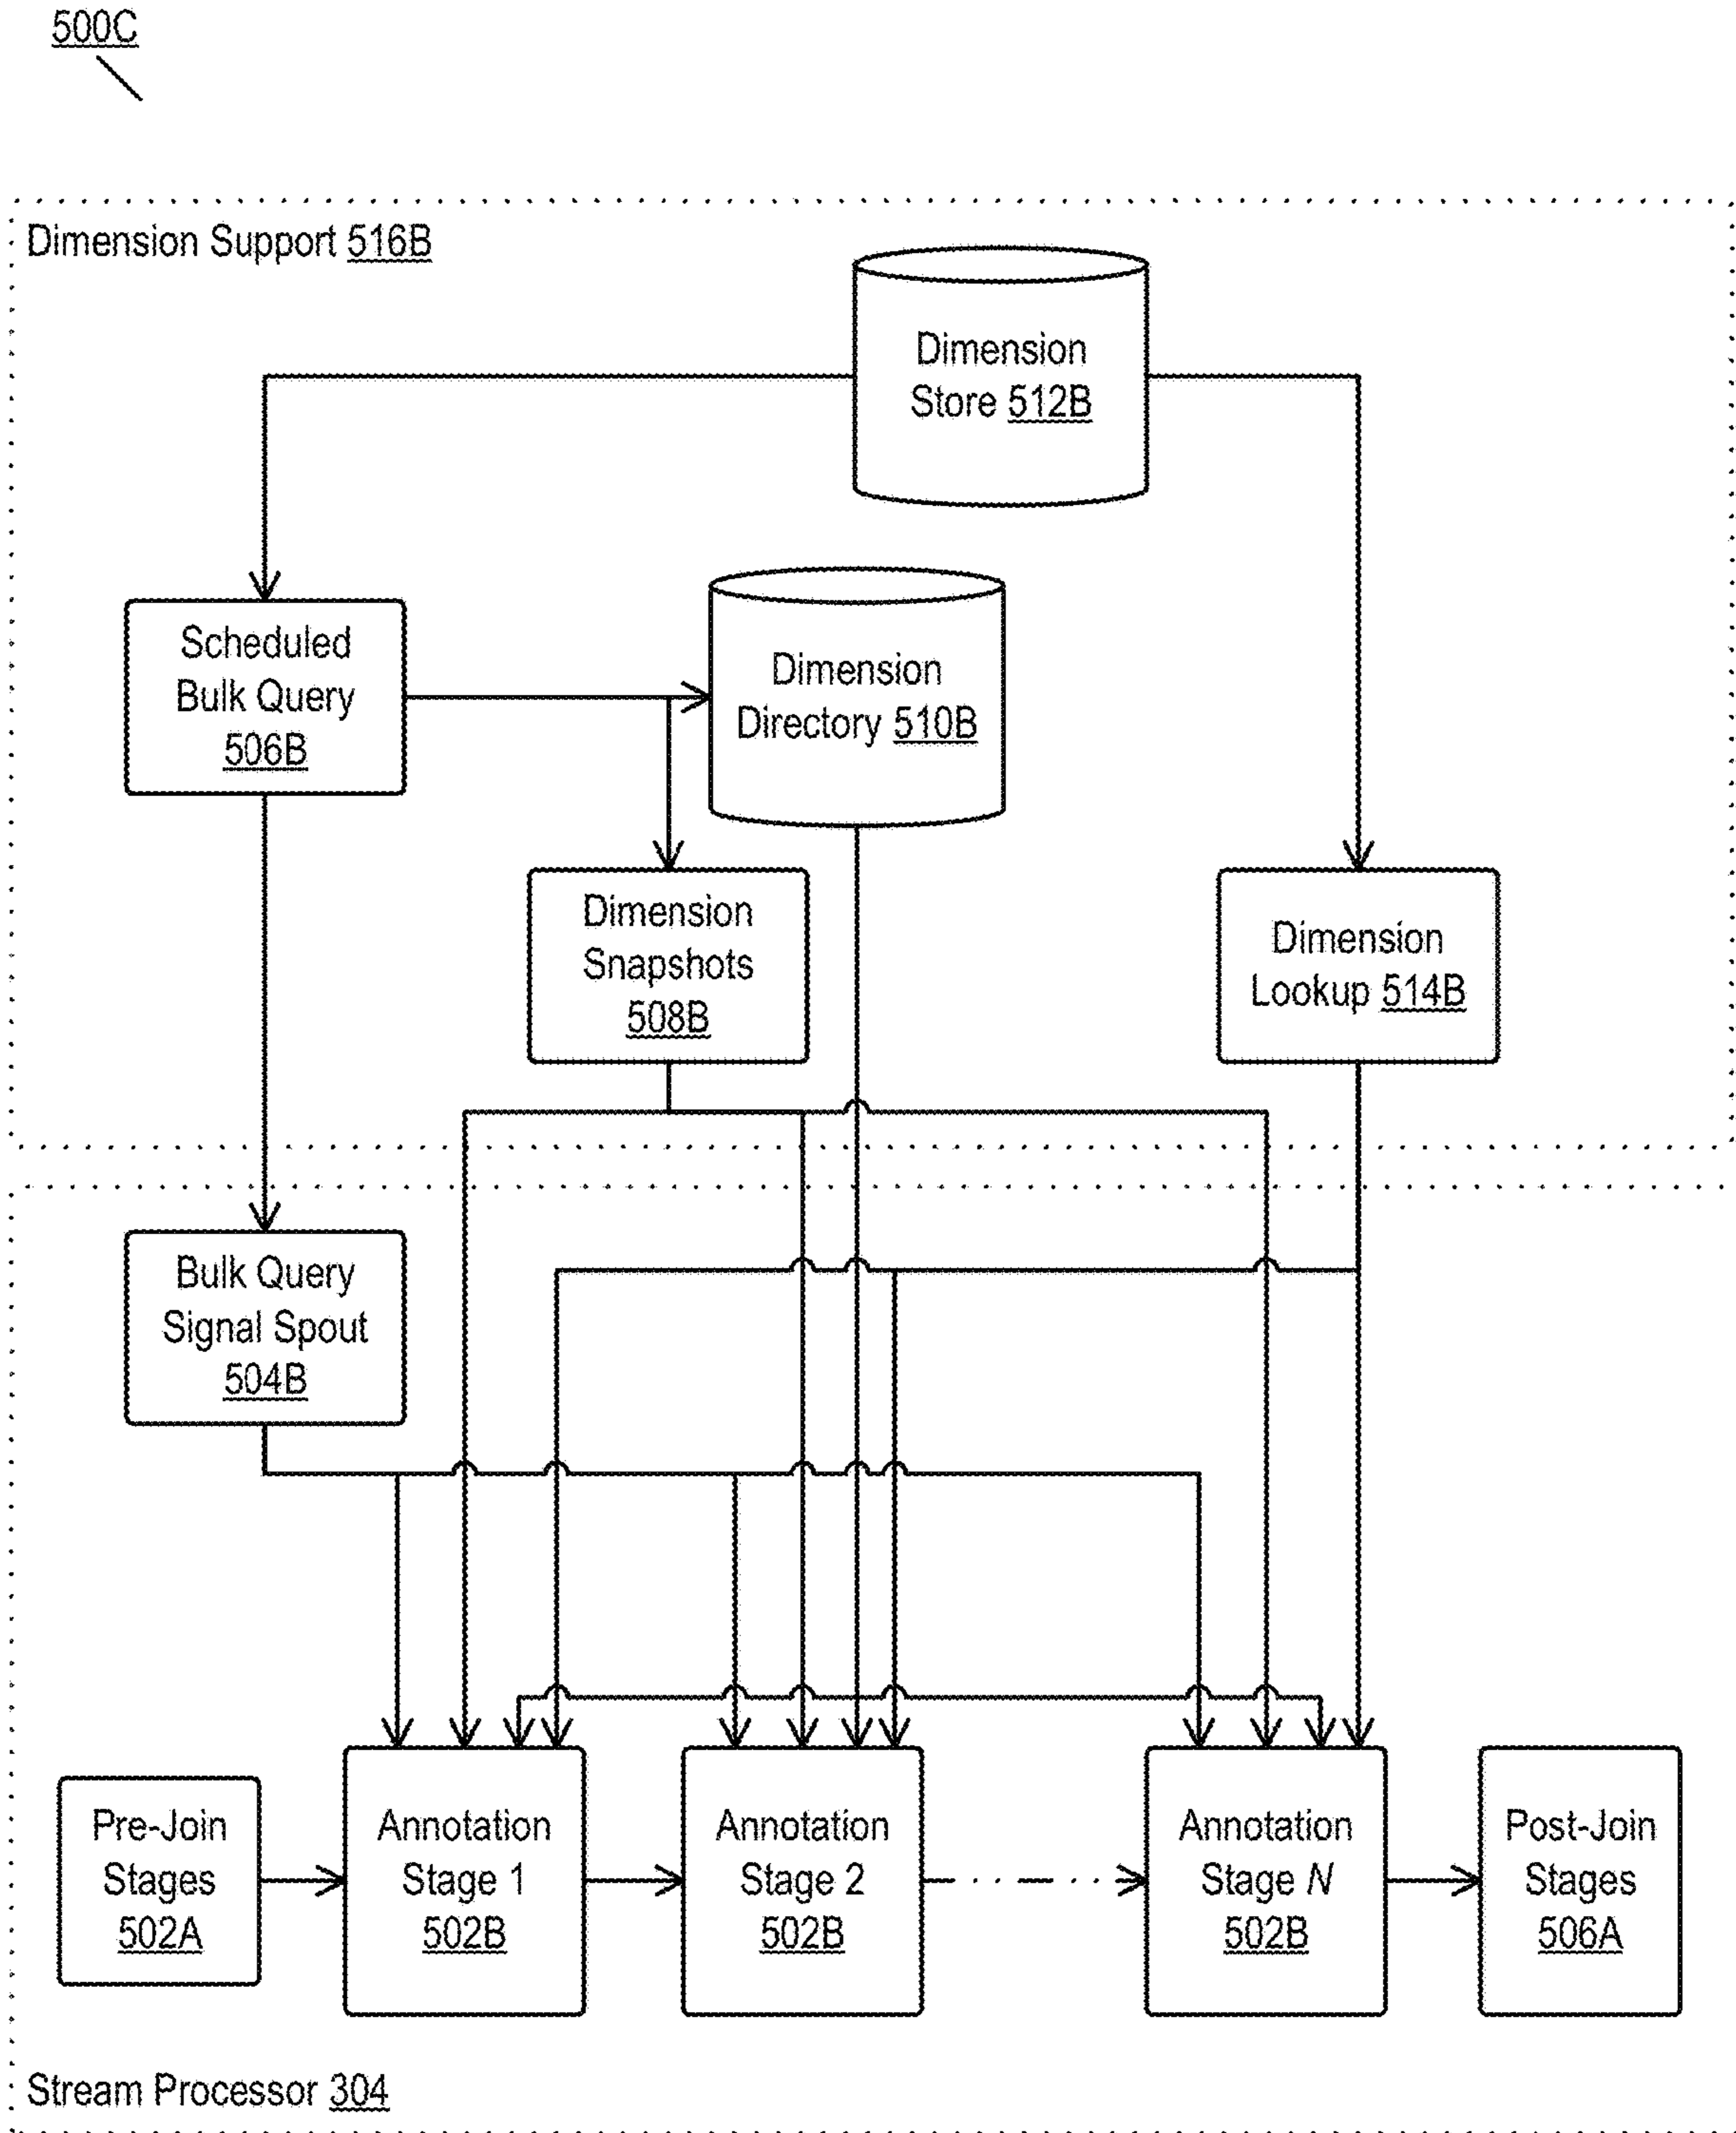 500C
Dimension Support 516B
Dimension
Store 512B
Scheduled
Bulk Query
506B
Dimension
Directory 510B
Dimension
Snapshots
508B
Dimension
Lookup 514B
Bulk Query
Signal Spout
504B
Pre-Join
Stages
502A
Annotation
Stage 1
502B
Annotation
Stage 2
502B
Annotation
Stage N
502B
Post-Join
Stages
506A
Stream Processor 304